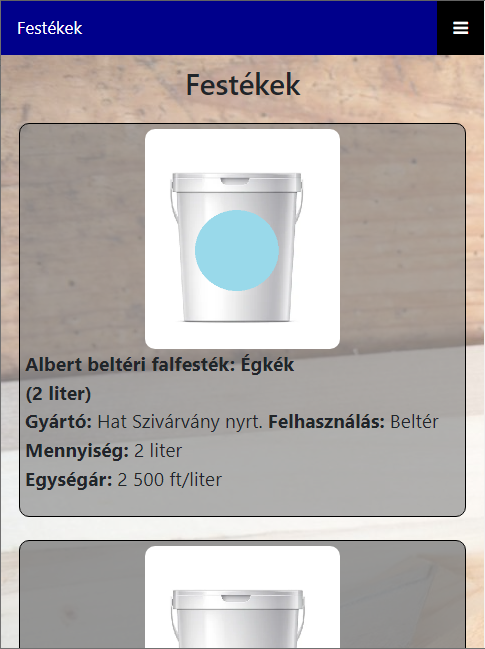 Festékek
Festékek
Albert beltéri falfesték: Égkék
(2 liter)
Gyártó: Hat Szivárvány nyrt. Felhasználás: Beltér
Mennyiség: 2 liter
Egységár: 2 500 ft/liter